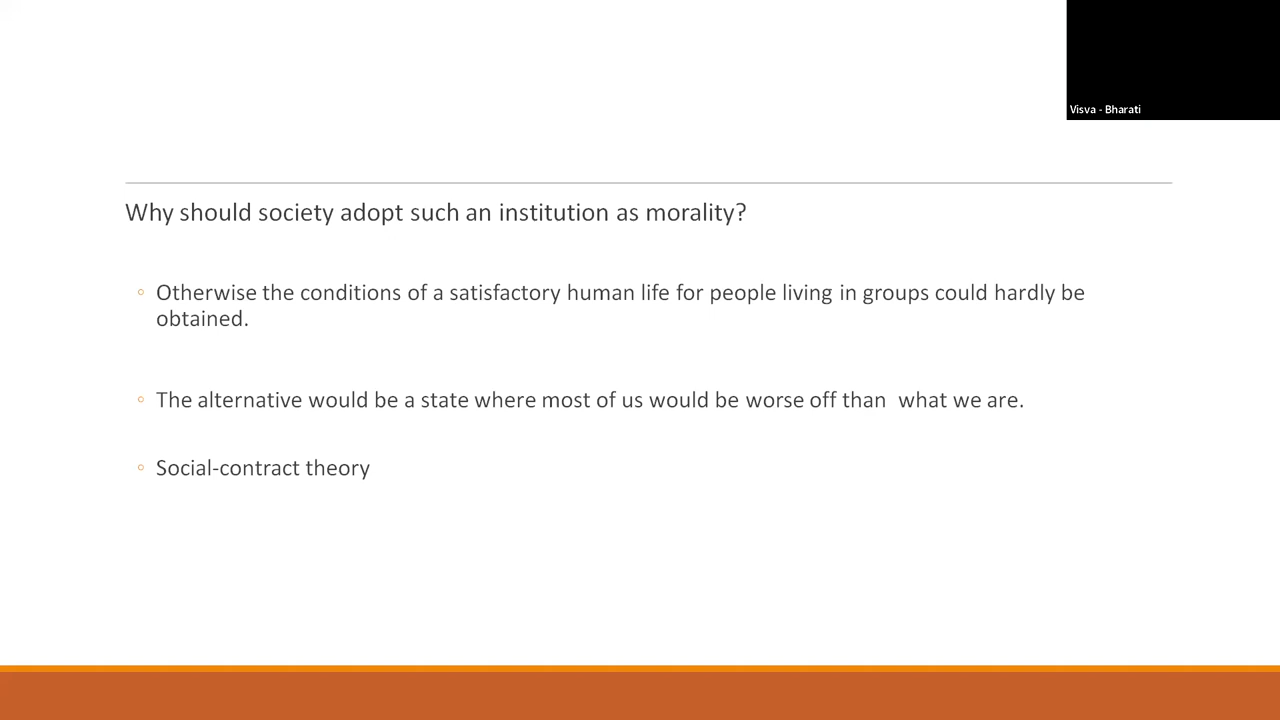 Visva - Bharati
Why should society adopt such an institution as morality?
◦ Otherwise the conditions of a satisfactory human life for people living in groups could hardly be
obtained.
◦ The alternative would be a state where most of us would be worse off than  what we are.
◦ Social-contract theory